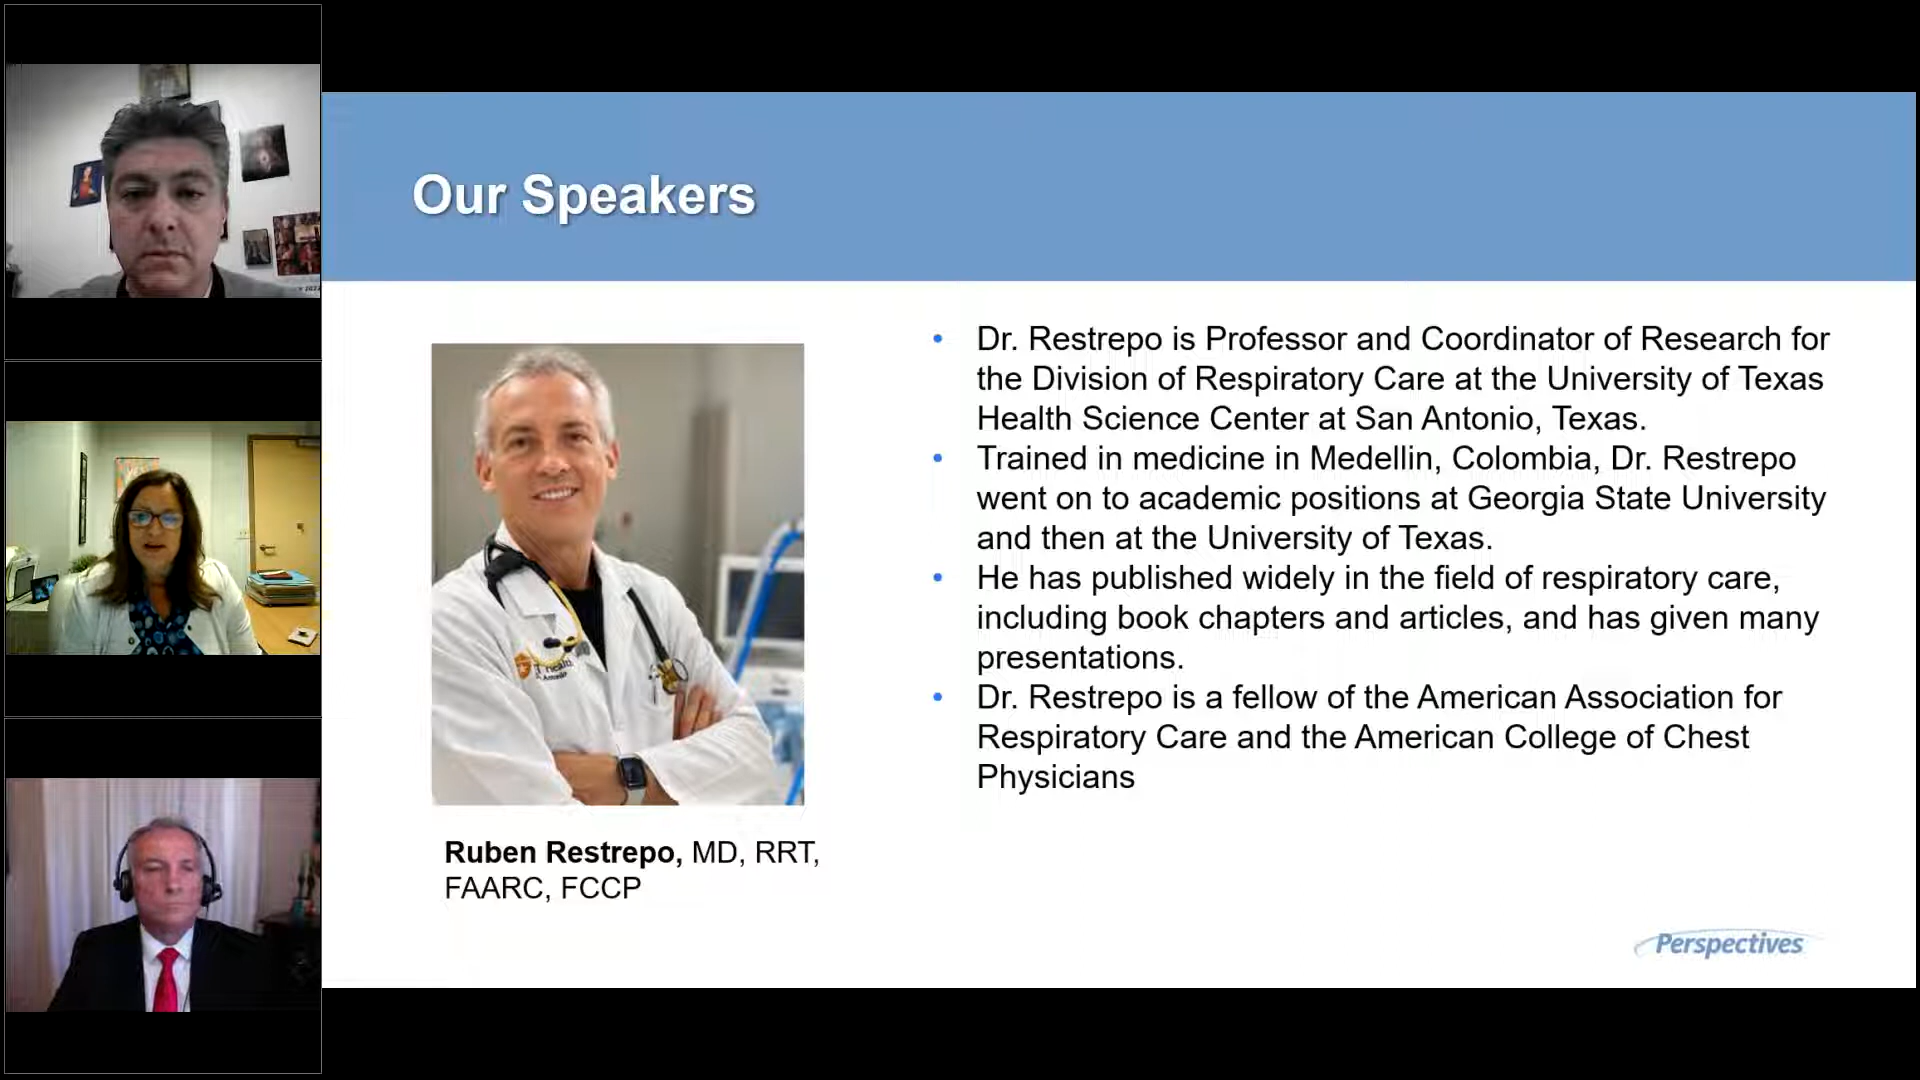 Our Speakers
Dr. Restrepo is Professor and Coordinator of Research for
the Division of Respiratory Care at the University of Texas
Health Science Center at San Antonio, Texas.
Trained in medicine in Medellin, Colombia, Dr. Restrepo
went on to academic positions at Georgia State University
and then at the University of Texas.
He has published widely in the field of respiratory care,
including book chapters and articles, and has given many
presentations.
Dr. Restrepo is a fellow of the American Association for
Respiratory Care and the American College of Chest
Physicians
Ruben Restrepo, MD, RRT,
FAARC, FCCP
Perspectives